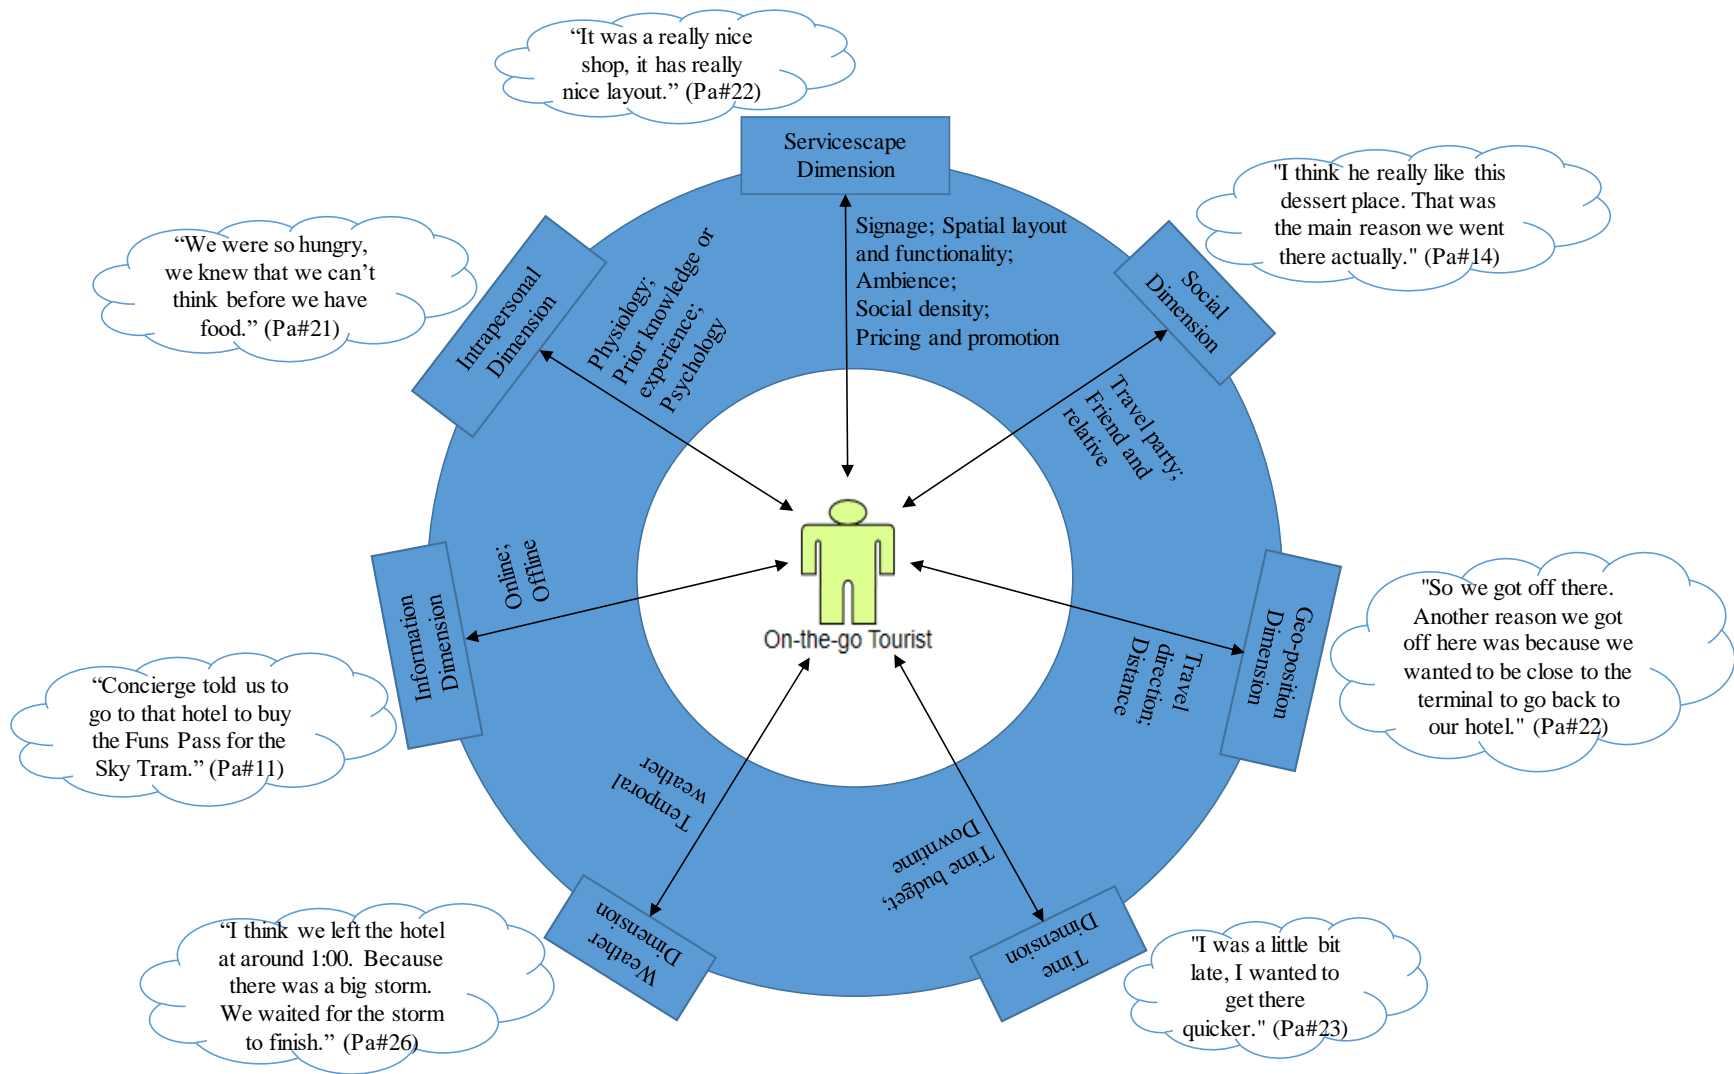 “It was a really nice
shop, it has really
nice layout.” (Pa#22)
Servicescape
Dimension
Signage; Spatial layout
and functionality;
Ambience;
Social density;
Pricing and promotion
"I think he really like this
dessert place. That was
the main reason we went
there actually." (Pa#14)
Social
Dimension
Travel party;
Friend and
relative
"So we got off there.
Another reason we got
off here was because we
wanted to be close to the
terminal to go back to
our hotel." (Pa#22)
Geo-position
Dimension
Travel
direction;
Distance
"I was a little bit
late, I wanted to
get there
quicker." (Pa#23)
Time
Dimension
Time budget;
Downtime
“I think we left the hotel
at around 1:00. Because
there was a big storm.
We waited for the storm
to finish.” (Pa#26)
Weather
Dimension
Temporal
weather
“Concierge told us to
go to that hotel to buy
the Funs Pass for the
Sky Tram.” (Pa#11)
Information
Dimension
Online;
Offline
“We were so hungry,
we knew that we can’t
think before we have
food.” (Pa#21)
Intrapersonal
Dimension
Physiology;
Prior knowledge or
experience;
Psychology
On-the-go Tourist